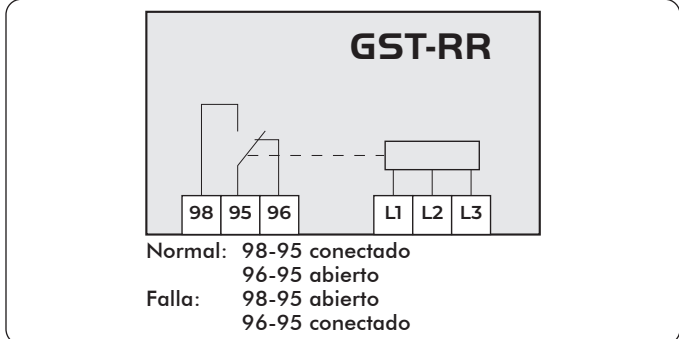 GST-RR
98 95 96 L1 L2 L3
Normal: 98-95 conectado
96-95 abierto
Falla: 98-95 abierto
96-95 conectado